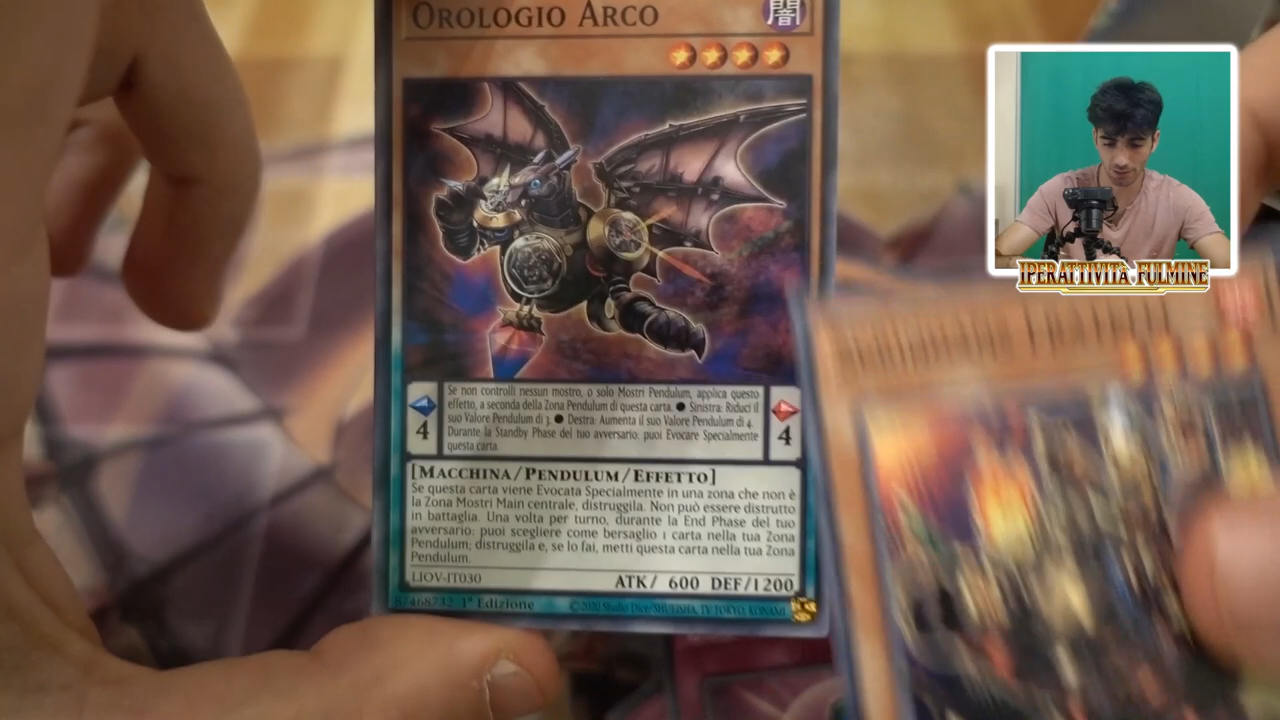 OROLOGIO ARCO
闇
IPERATTIVITÀ FULMINE
Se non controlli nessun mostro, o solo Mostri Pendulum, applica questo
effetto, a seconda della Zona Pendulum di questa carta. ● Sinistra: Riduci il
suo Valore Pendulum di 3. ● Destra: Aumenta il suo Valore Pendulum di 4.
Durante la Standby Phase del tuo avversario: puoi Evocare Specialmente
questa carta.
4
4
[MACCHINA/PENDULUM/EFFETTO]
Se questa carta viene Evocata Specialmente in una zona che non è
la Zona Mostri Main centrale, distruggila. Non può essere distrutto
in battaglia. Una volta per turno, durante la End Phase del tuo
avversario: puoi scegliere come bersaglio 1 carta nella tua Zona
Pendulum; distruggila e, se lo fai, metti questa carta nella tua Zona
Pendulum.
LIOV-IT030
ATK/ 600 DEF/1200
87468732 1ª Edizione
©2020 Studio Dice/SHUEISHA, TV TOKYO, KONAMI